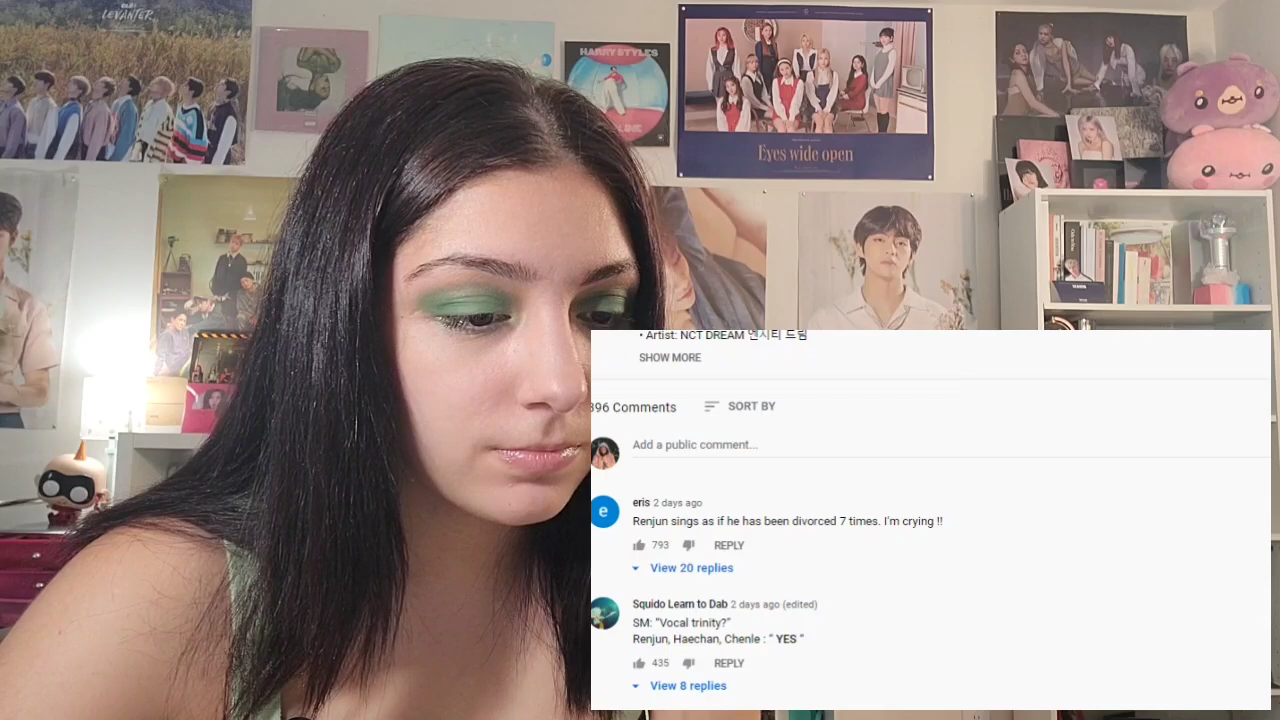 LEVANTER
HARRY STYLES
Eyes wide open
• Artist: NCT DREAM 엔시티 드림
SHOW MORE
396 Comments
SORT BY
Add a public comment...
eris 2 days ago
e
Renjun sings as if he has been divorced 7 times. I'm crying !!
793
REPLY
View 20 replies
Squido Learn to Dab 2 days ago (edited)
SM: "Vocal trinity?"
Renjun, Haechan, Chenle : " YES "
435
REPLY
View 8 replies